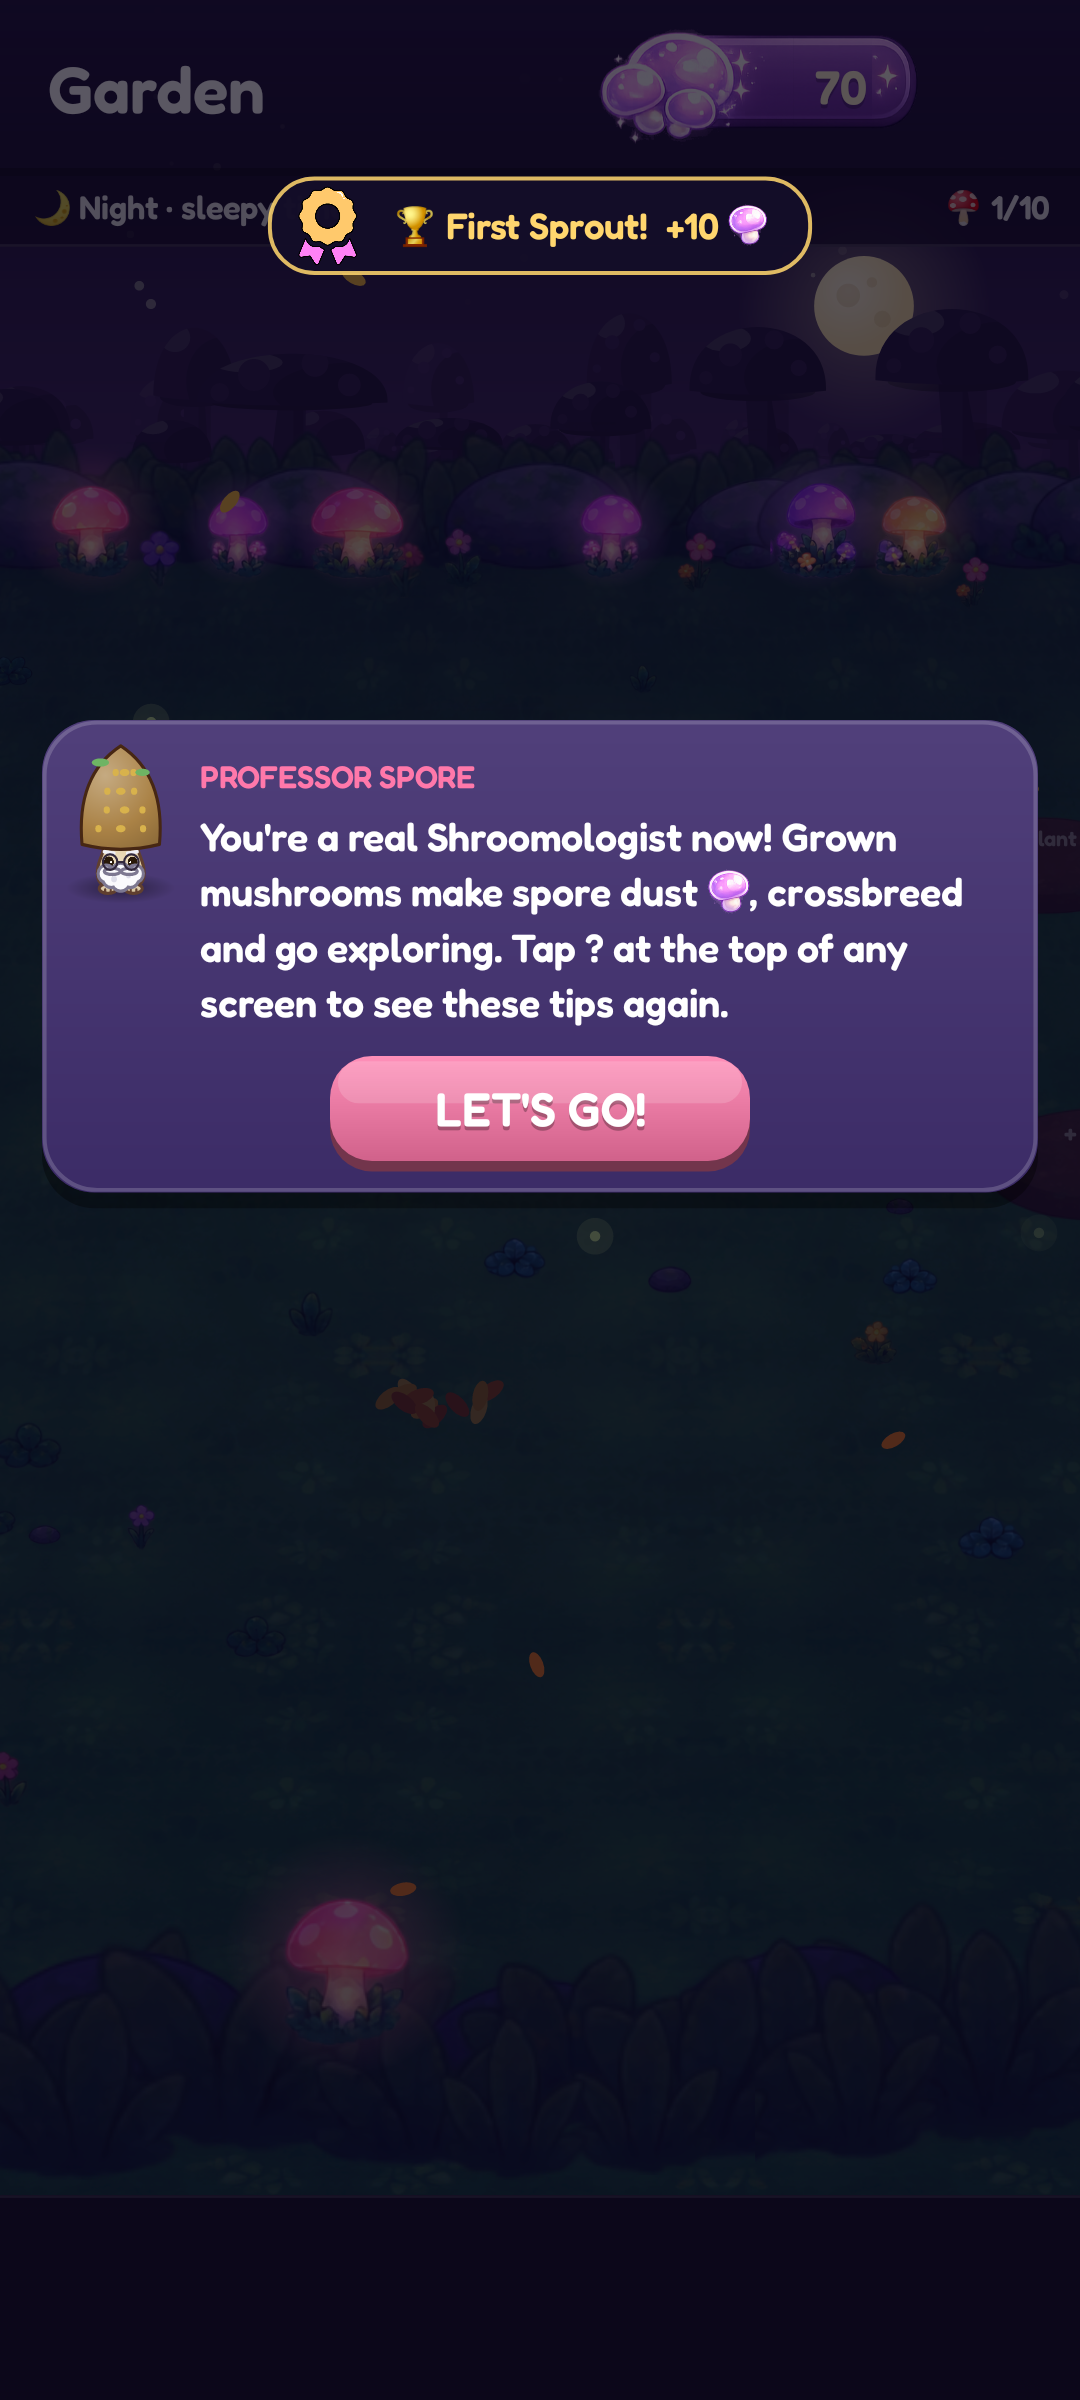 Garden
70
Night · sleepy
First Sprout! +10
1/10
PROFESSOR SPORE
You're a real Shroomologist now! Grown
mushrooms make spore dust , crossbreed
and go exploring. Tap ? at the top of any
screen to see these tips again.
LET'S GO!
+